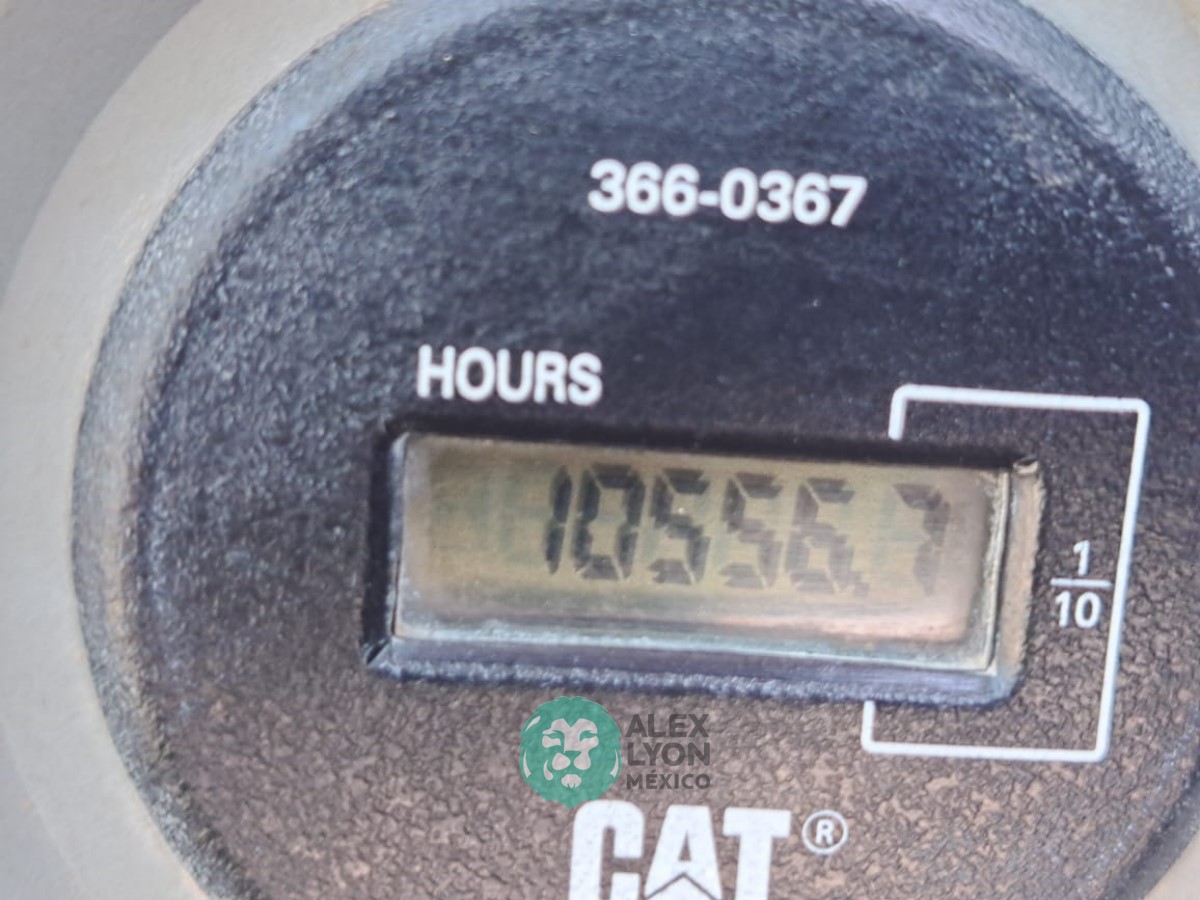 366-0367
HOURS
10556.7
1
10
ALEX
LYON
MÉXICO
CAT®